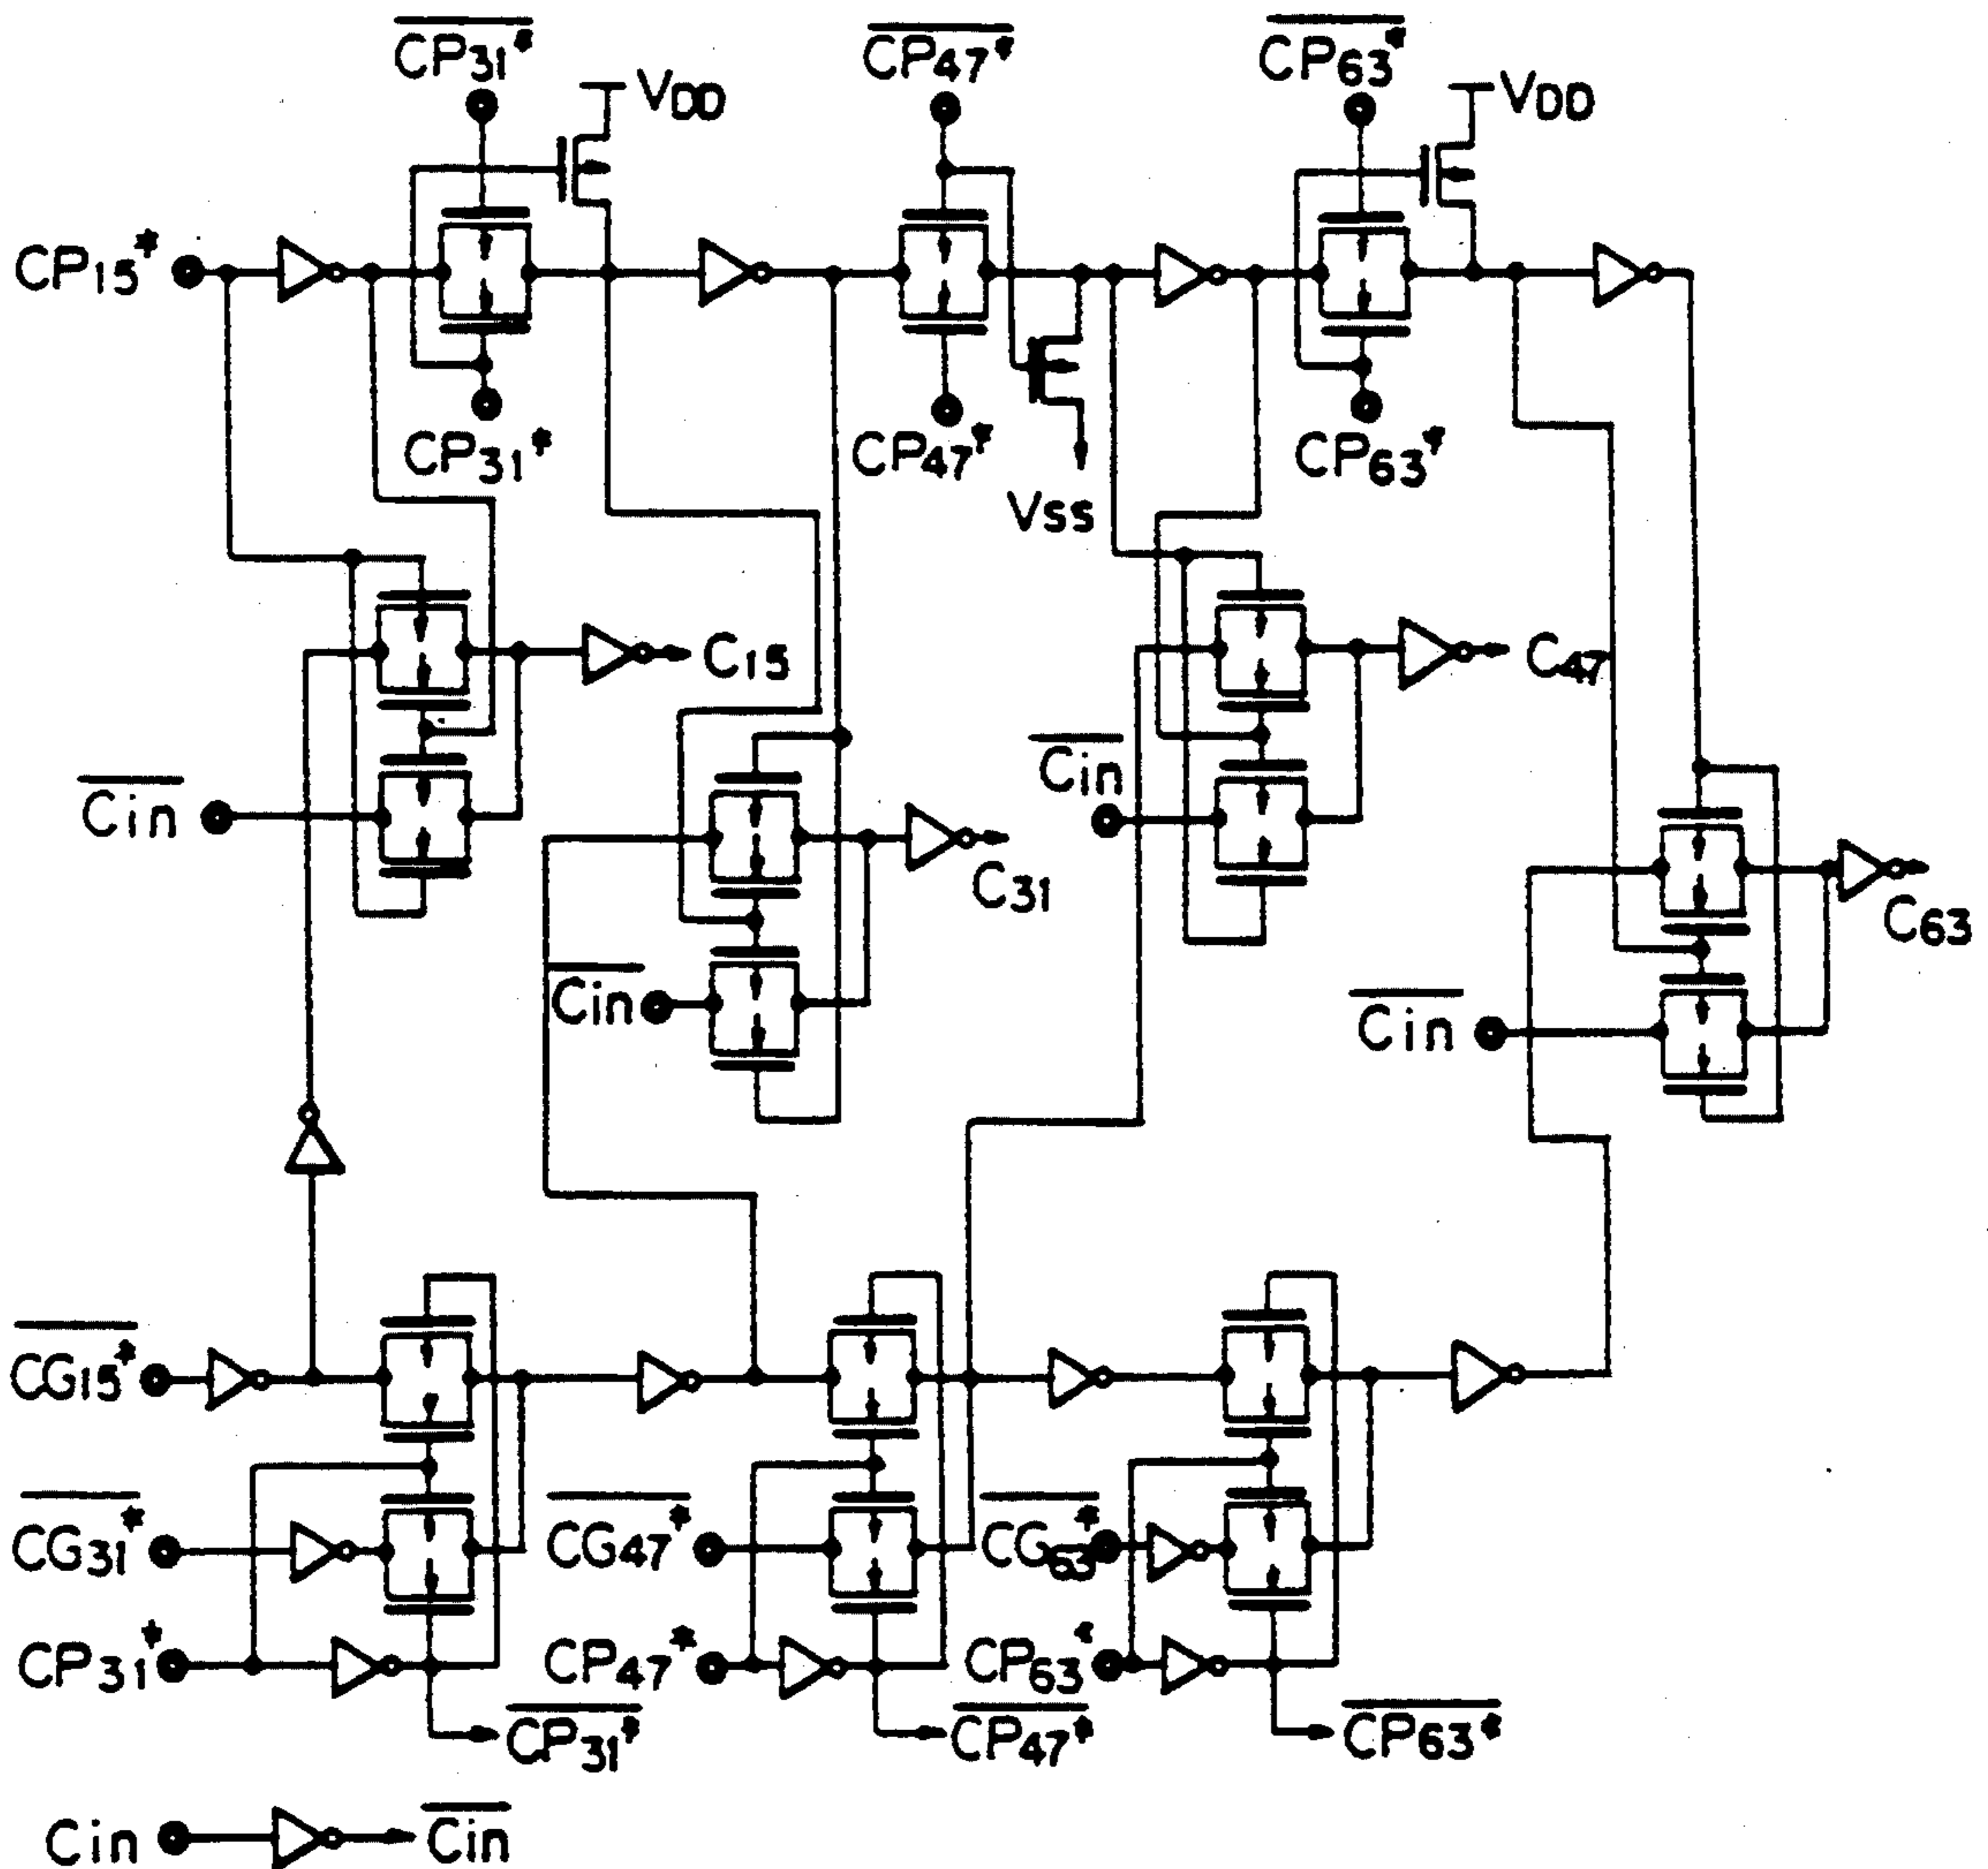 CP31* CP47* CP63*
VDD VDD
CP15*
CP31* CP47* CP63*
Vss
C15 C47
Cin Cin
C31 C63
Cin Cin
CG15*
CG31* CG47* CG63*
CP31* CP47* CP63*
CP31* CP47* CP63*
Cin Cin